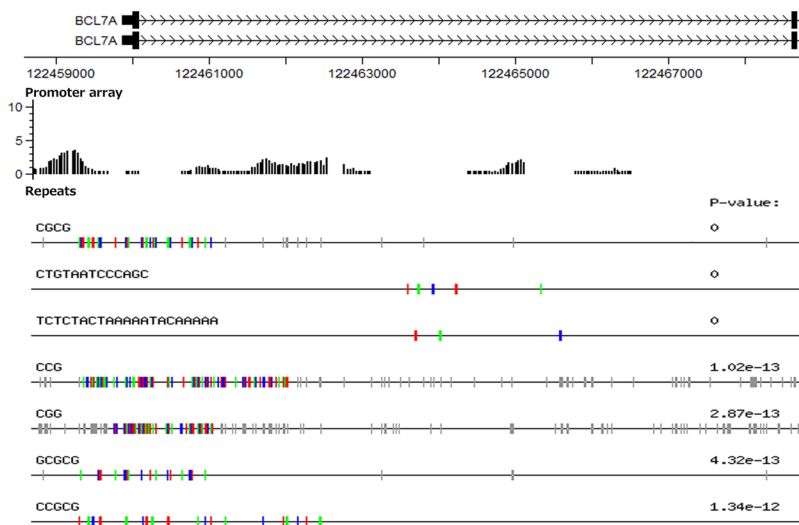 BCL7A
BCL7A
122459000 122461000 122463000 122465000 122467000
Promoter array
10
5
0
Repeats
P-value:
CGCG 0
CTGTAATCCCAGC 0
TCTCTACTAAAAATACAAAAA 0
CCG 1.02e-13
CGG 2.87e-13
GCGCG 4.32e-13
CCGCG 1.34e-12